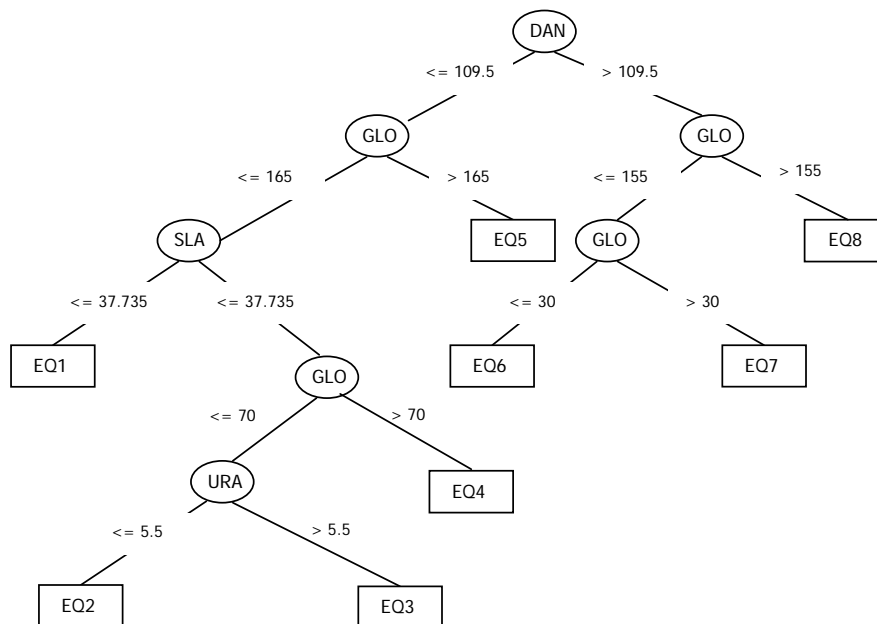 DAN
<= 109.5 > 109.5
GLO GLO
<= 165 > 165 <= 155 > 155
SLA EQ5 GLO EQ8
<= 37.735 <= 37.735 <= 30 > 30
EQ1 GLO EQ6 EQ7
<= 70 > 70
URA EQ4
<= 5.5 > 5.5
EQ2 EQ3